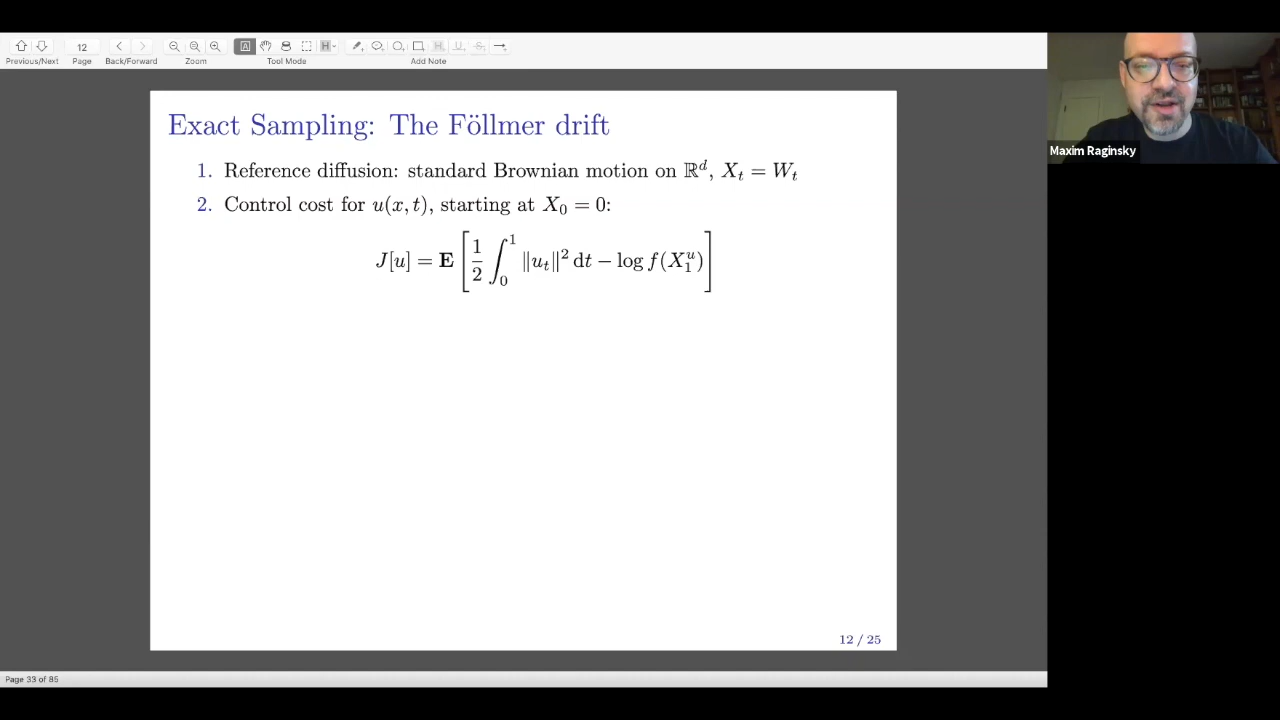 12
Previous/Next Page Back/Forward Zoom Tool Mode Add Note
Exact Sampling: The Föllmer drift
1. Reference diffusion: standard Brownian motion on ℝ^d, X_t = W_t
2. Control cost for u(x, t), starting at X_0 = 0:
J[u] = E [ 1/2 ∫_0^1 ‖u_t‖² dt − log f(X_1^u) ]
12 / 25
Maxim Raginsky
Page 33 of 85